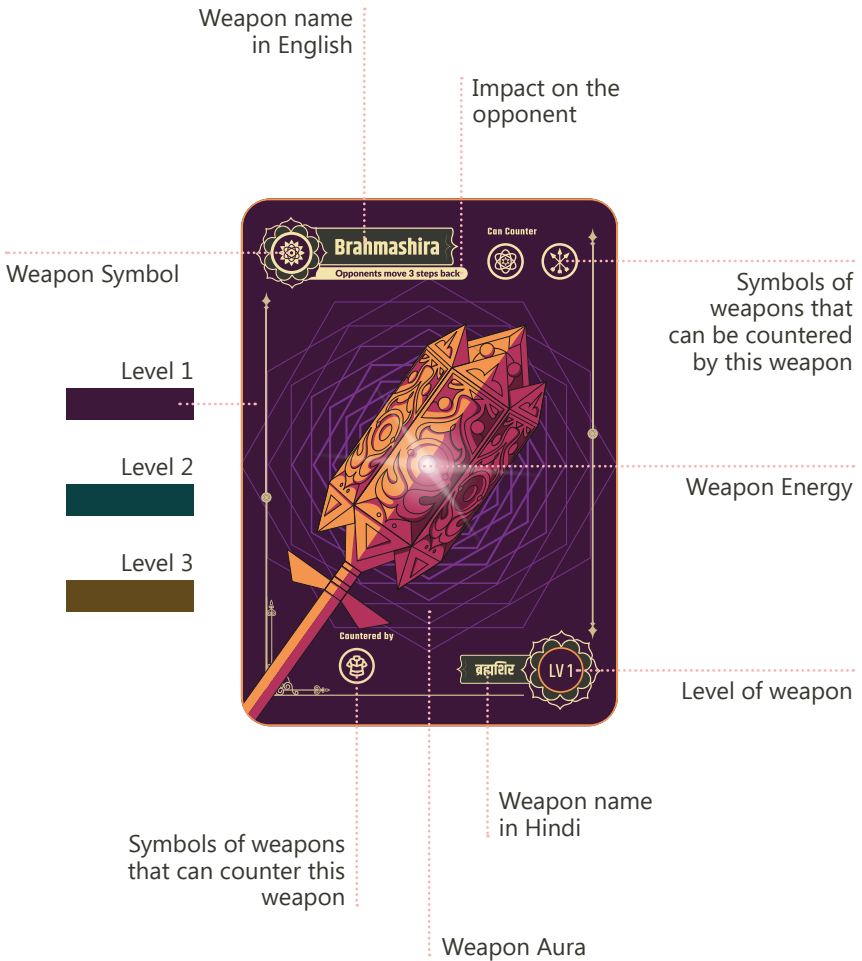 Weapon name
in English
Impact on the
opponent
Can Counter
Brahmashira
Opponents move 3 steps back
Weapon Symbol
Symbols of
weapons that
can be countered
by this weapon
Level 1
Level 2
Weapon Energy
Level 3
Countered by
ब्रह्मशिर
LV 1
Level of weapon
Weapon name
in Hindi
Symbols of weapons
that can counter this
weapon
Weapon Aura